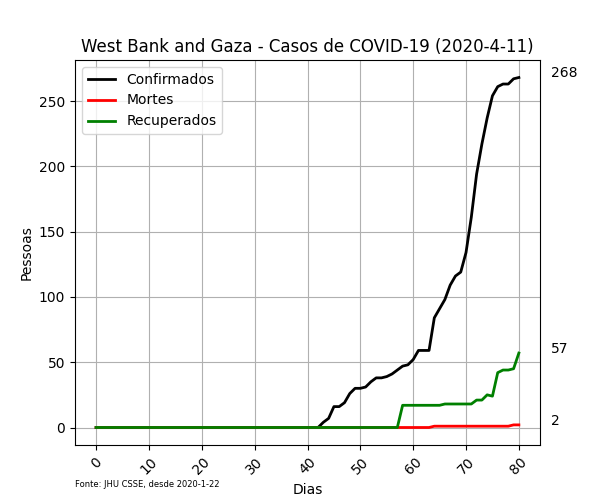 West Bank and Gaza - Casos de COVID-19 (2020-4-11)
Confirmados
Mortes
Recuperados
268
57
2
Pessoas
250
200
150
100
50
0
0 10 20 30 40 50 60 70 80
Fonte: JHU CSSE, desde 2020-1-22
Dias